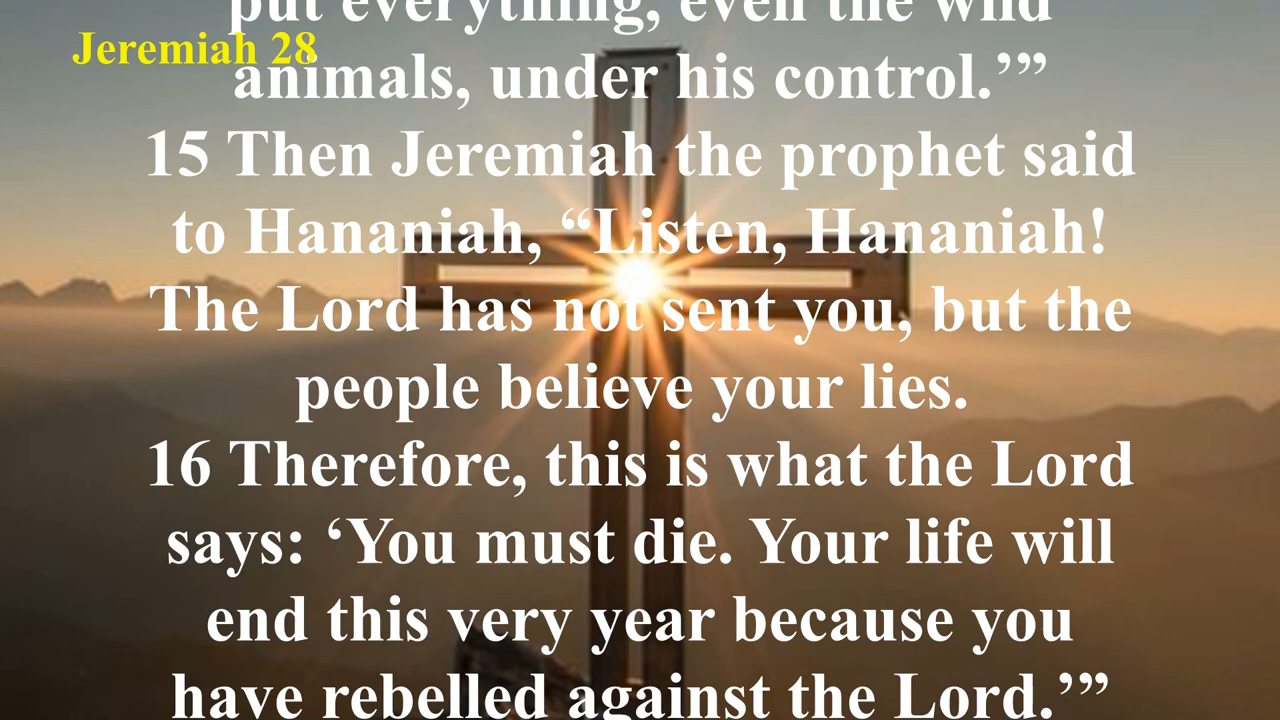 put everything, even the wild
Jeremiah 28
animals, under his control.’”
15 Then Jeremiah the prophet said
to Hananiah, “Listen, Hananiah!
The Lord has not sent you, but the
people believe your lies.
16 Therefore, this is what the Lord
says: ‘You must die. Your life will
end this very year because you
have rebelled against the Lord.’”